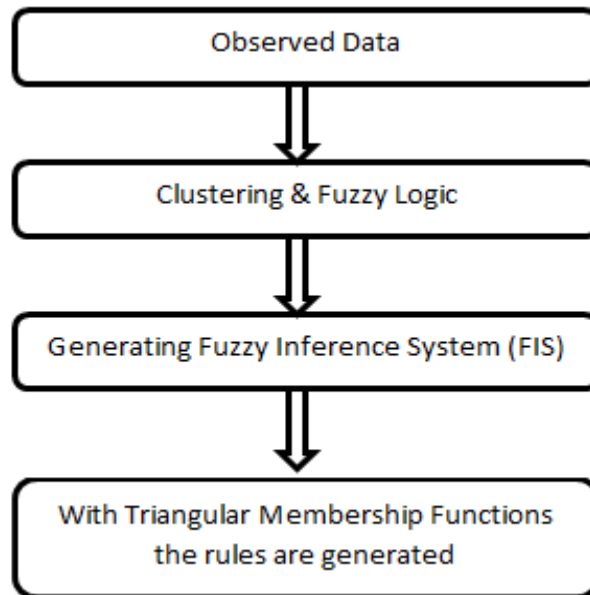 Observed Data
Clustering & Fuzzy Logic
Generating Fuzzy Inference System (FIS)
With Triangular Membership Functions
the rules are generated